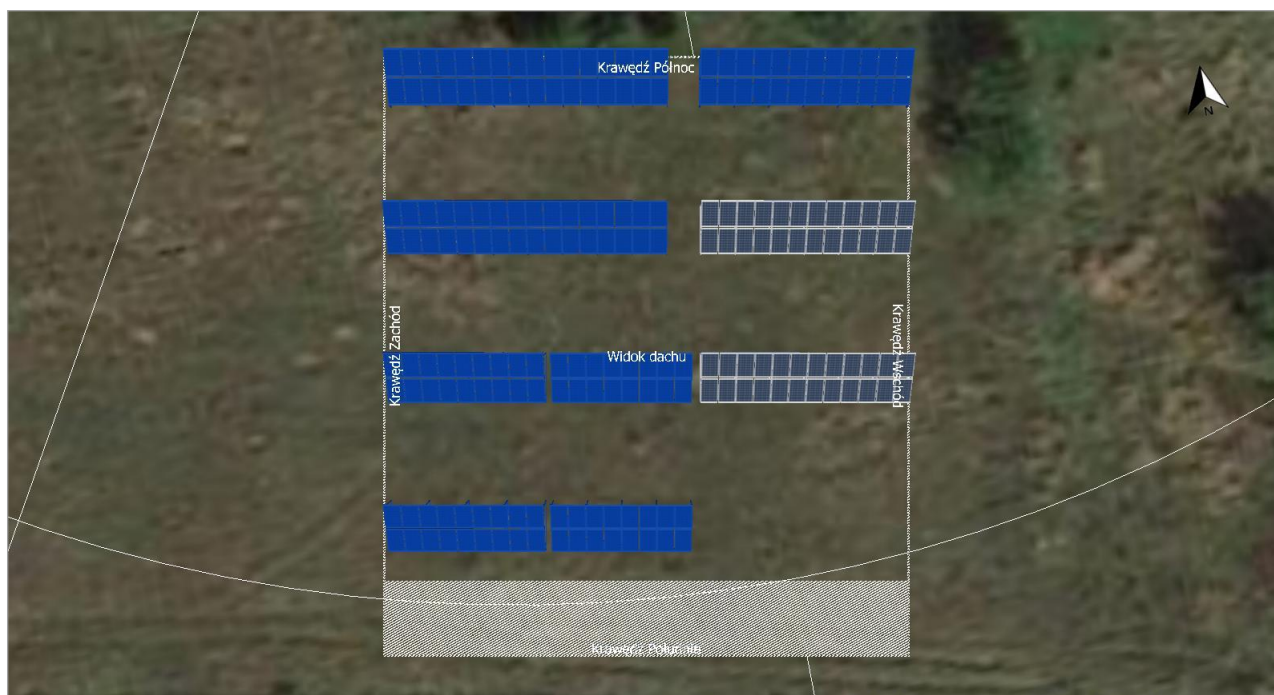 Krawędź Północ
N
Krawędź Zachód
Widok dachu
Krawędź Wschód
Krawędź Południe